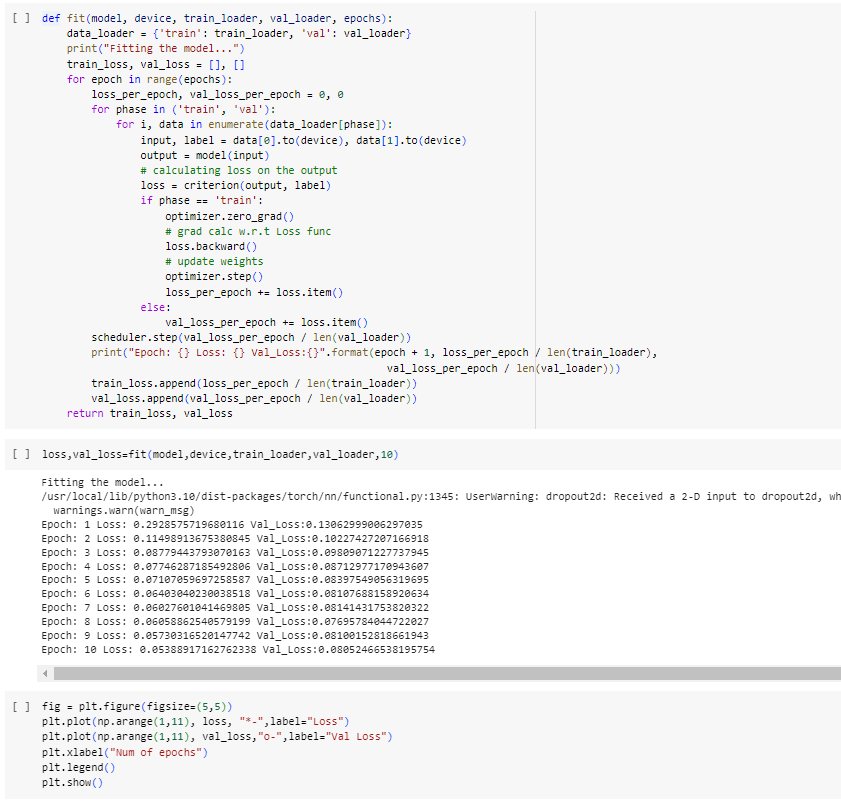 [ ] def fit(model, device, train_loader, val_loader, epochs):
    data_loader = {'train': train_loader, 'val': val_loader}
    print("Fitting the model...")
    train_loss, val_loss = [], []
    for epoch in range(epochs):
        loss_per_epoch, val_loss_per_epoch = 0, 0
        for phase in ('train', 'val'):
            for i, data in enumerate(data_loader[phase]):
                input, label = data[0].to(device), data[1].to(device)
                output = model(input)
                # calculating loss on the output
                loss = criterion(output, label)
                if phase == 'train':
                    optimizer.zero_grad()
                    # grad calc w.r.t Loss func
                    loss.backward()
                    # update weights
                    optimizer.step()
                    loss_per_epoch += loss.item()
                else:
                    val_loss_per_epoch += loss.item()
        scheduler.step(val_loss_per_epoch / len(val_loader))
        print("Epoch: {} Loss: {} Val_Loss:{}".format(epoch + 1, loss_per_epoch / len(train_loader),
                                                        val_loss_per_epoch / len(val_loader)))
        train_loss.append(loss_per_epoch / len(train_loader))
        val_loss.append(val_loss_per_epoch / len(val_loader))
    return train_loss, val_loss
[ ] loss,val_loss=fit(model,device,train_loader,val_loader,10)
Fitting the model...
/usr/local/lib/python3.10/dist-packages/torch/nn/functional.py:1345: UserWarning: dropout2d: Received a 2-D input to dropout2d, wh
  warnings.warn(warn_msg)
Epoch: 1 Loss: 0.2928575719680116 Val_Loss:0.13062999006297035
Epoch: 2 Loss: 0.11498913675380845 Val_Loss:0.10227427207166918
Epoch: 3 Loss: 0.08779443793070163 Val_Loss:0.09809071227737945
Epoch: 4 Loss: 0.07746287185492806 Val_Loss:0.08712977170943607
Epoch: 5 Loss: 0.07107059697258587 Val_Loss:0.08397549056319695
Epoch: 6 Loss: 0.06403040230038518 Val_Loss:0.08107688158920634
Epoch: 7 Loss: 0.06027601041469805 Val_Loss:0.08141431753820322
Epoch: 8 Loss: 0.06058862540579199 Val_Loss:0.07695784044722027
Epoch: 9 Loss: 0.05730316520147742 Val_Loss:0.08100152818661943
Epoch: 10 Loss: 0.05388917162762338 Val_Loss:0.08052466538195754
[ ] fig = plt.figure(figsize=(5,5))
plt.plot(np.arange(1,11), loss, "*-",label="Loss")
plt.plot(np.arange(1,11), val_loss,"o-",label="Val Loss")
plt.xlabel("Num of epochs")
plt.legend()
plt.show()